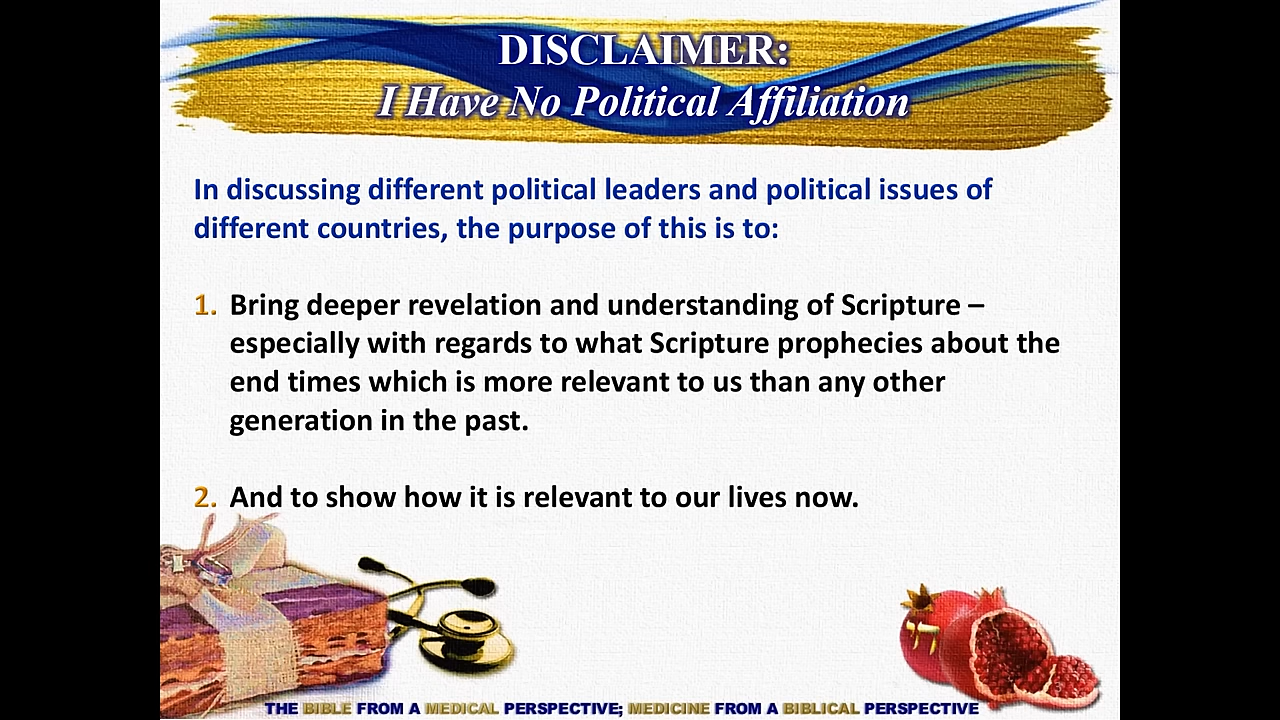 DISCLAIMER:
I Have No Political Affiliation
In discussing different political leaders and political issues of
different countries, the purpose of this is to:
1. Bring deeper revelation and understanding of Scripture –
especially with regards to what Scripture prophecies about the
end times which is more relevant to us than any other
generation in the past.
2. And to show how it is relevant to our lives now.
THE BIBLE FROM A MEDICAL PERSPECTIVE; MEDICINE FROM A BIBLICAL PERSPECTIVE